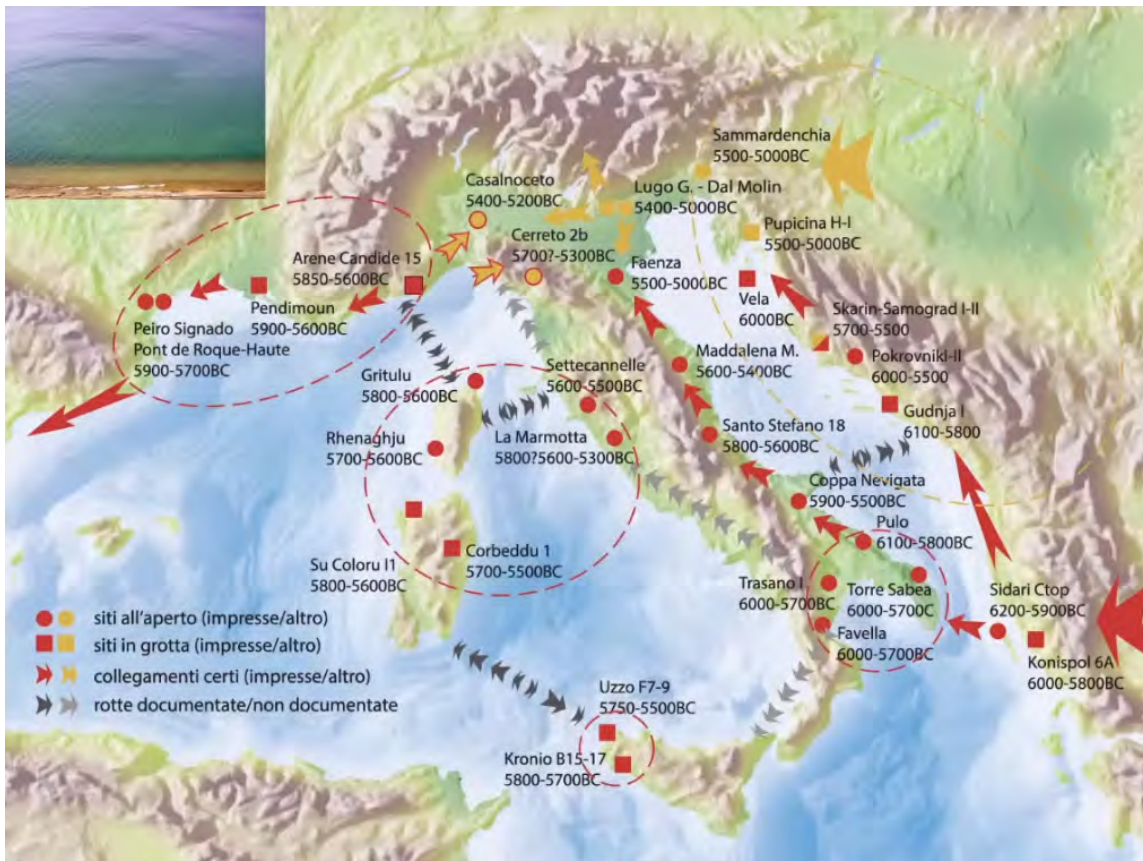 Sammardenchia
5500-5000BC
Casalnoceto
5400-5200BC
Lugo G. - Dal Molin
5400-5000BC
Pupicina H-I
5500-5000BC
Cerreto 2b
5700?-5300BC
Arene Candide 15
5850-5600BC
Faenza
5500-5000BC
Vela
6000BC
Skarin-Samograd I-II
5700-5500
Pendimoun
5900-5600BC
Peiro Signado
Pont de Roque-Haute
5900-5700BC
Pokrovnikl-II
6000-5500
Maddalena M.
5600-5400BC
Settecannelle
5600-5500BC
Gritulu
5800-5600BC
Gudnja I
6100-5800
Santo Stefano 18
5800-5600BC
Rhenaghju
5700-5600BC
La Marmotta
5800?5600-5300BC
Coppa Nevigata
5900-5500BC
Pulo
6100-5800BC
Su Coloru I1
5800-5600BC
Corbeddu 1
5700-5500BC
Trasano I
6000-5700BC
Torre Sabea
6000-5700C
Sidari Ctop
6200-5900BC
Favella
6000-5700BC
Konispol 6A
6000-5800BC
siti all'aperto (impresse/altro)
siti in grotta (impresse/altro)
collegamenti certi (impresse/altro)
rotte documentate/non documentate
Uzzo F7-9
5750-5500BC
Kronio B15-17
5800-5700BC